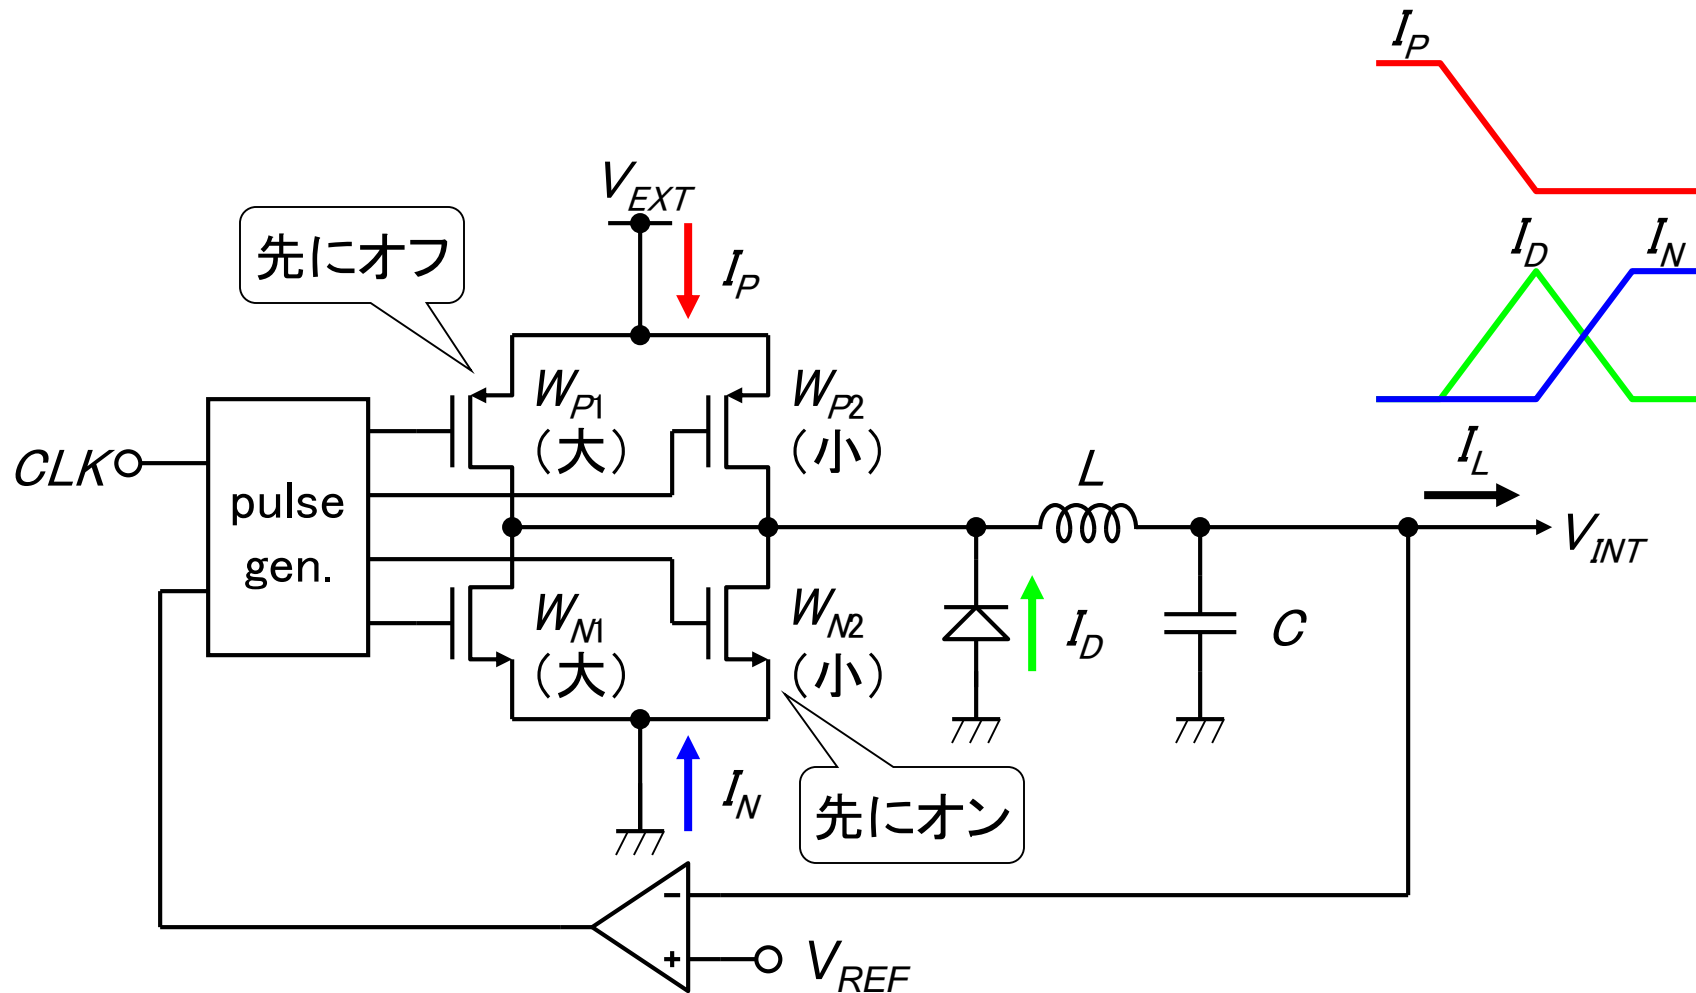 I_P
V_EXT
先にオフ
I_P
I_D
I_N
W_P1
(大)
W_P2
(小)
CLK
pulse
gen.
L
I_L
V_INT
W_N1
(大)
W_N2
(小)
I_D
C
I_N
先にオン
-
+
V_REF